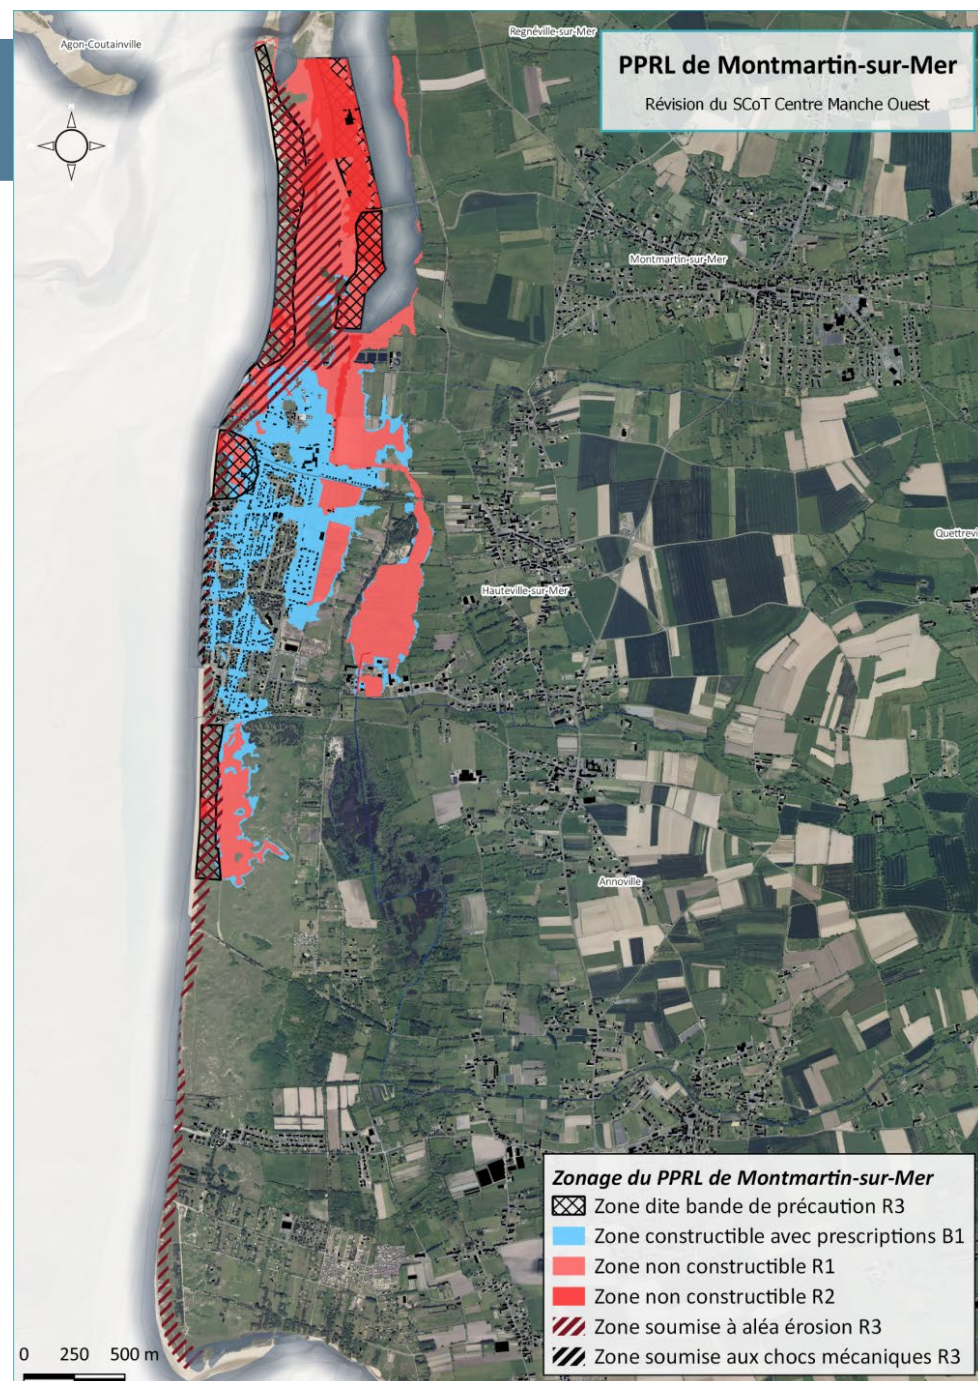 Agon-Coutainville
Regnéville-sur-Mer
PPRL de Montmartin-sur-Mer
Révision du SCoT Centre Manche Ouest
Montmartin-sur-Mer
Hauteville-sur-Mer
Annoville
Zonage du PPRL de Montmartin-sur-Mer
Zone dite bande de précaution R3
Zone constructible avec prescriptions B1
Zone non constructible R1
Zone non constructible R2
Zone soumise à aléa érosion R3
Zone soumise aux chocs mécaniques R3
0 250 500 m